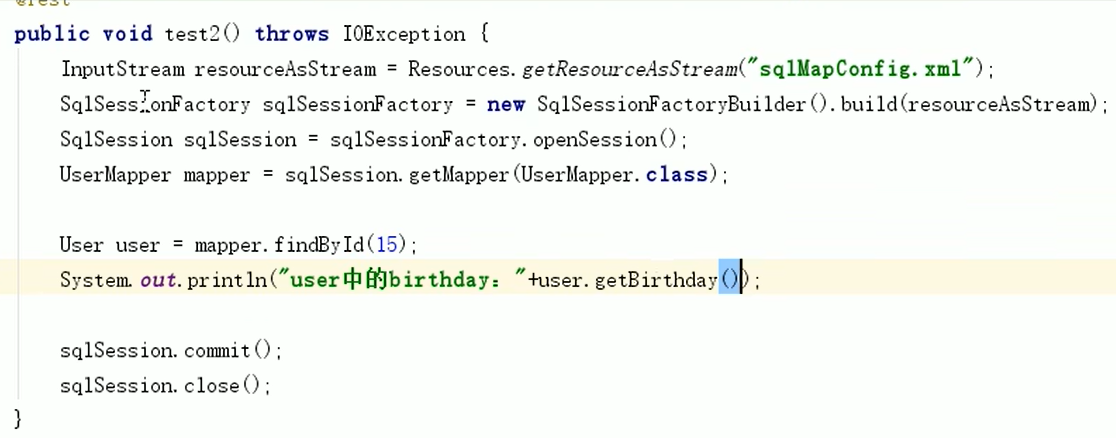 @Test
public void test2() throws IOException {
InputStream resourceAsStream = Resources.getResourceAsStream("sqlMapConfig.xml");
SqlSessionFactory sqlSessionFactory = new SqlSessionFactoryBuilder().build(resourceAsStream);
SqlSession sqlSession = sqlSessionFactory.openSession();
UserMapper mapper = sqlSession.getMapper(UserMapper.class);
User user = mapper.findById(15);
System.out.println("user中的birthday："+user.getBirthday());
sqlSession.commit();
sqlSession.close();
}